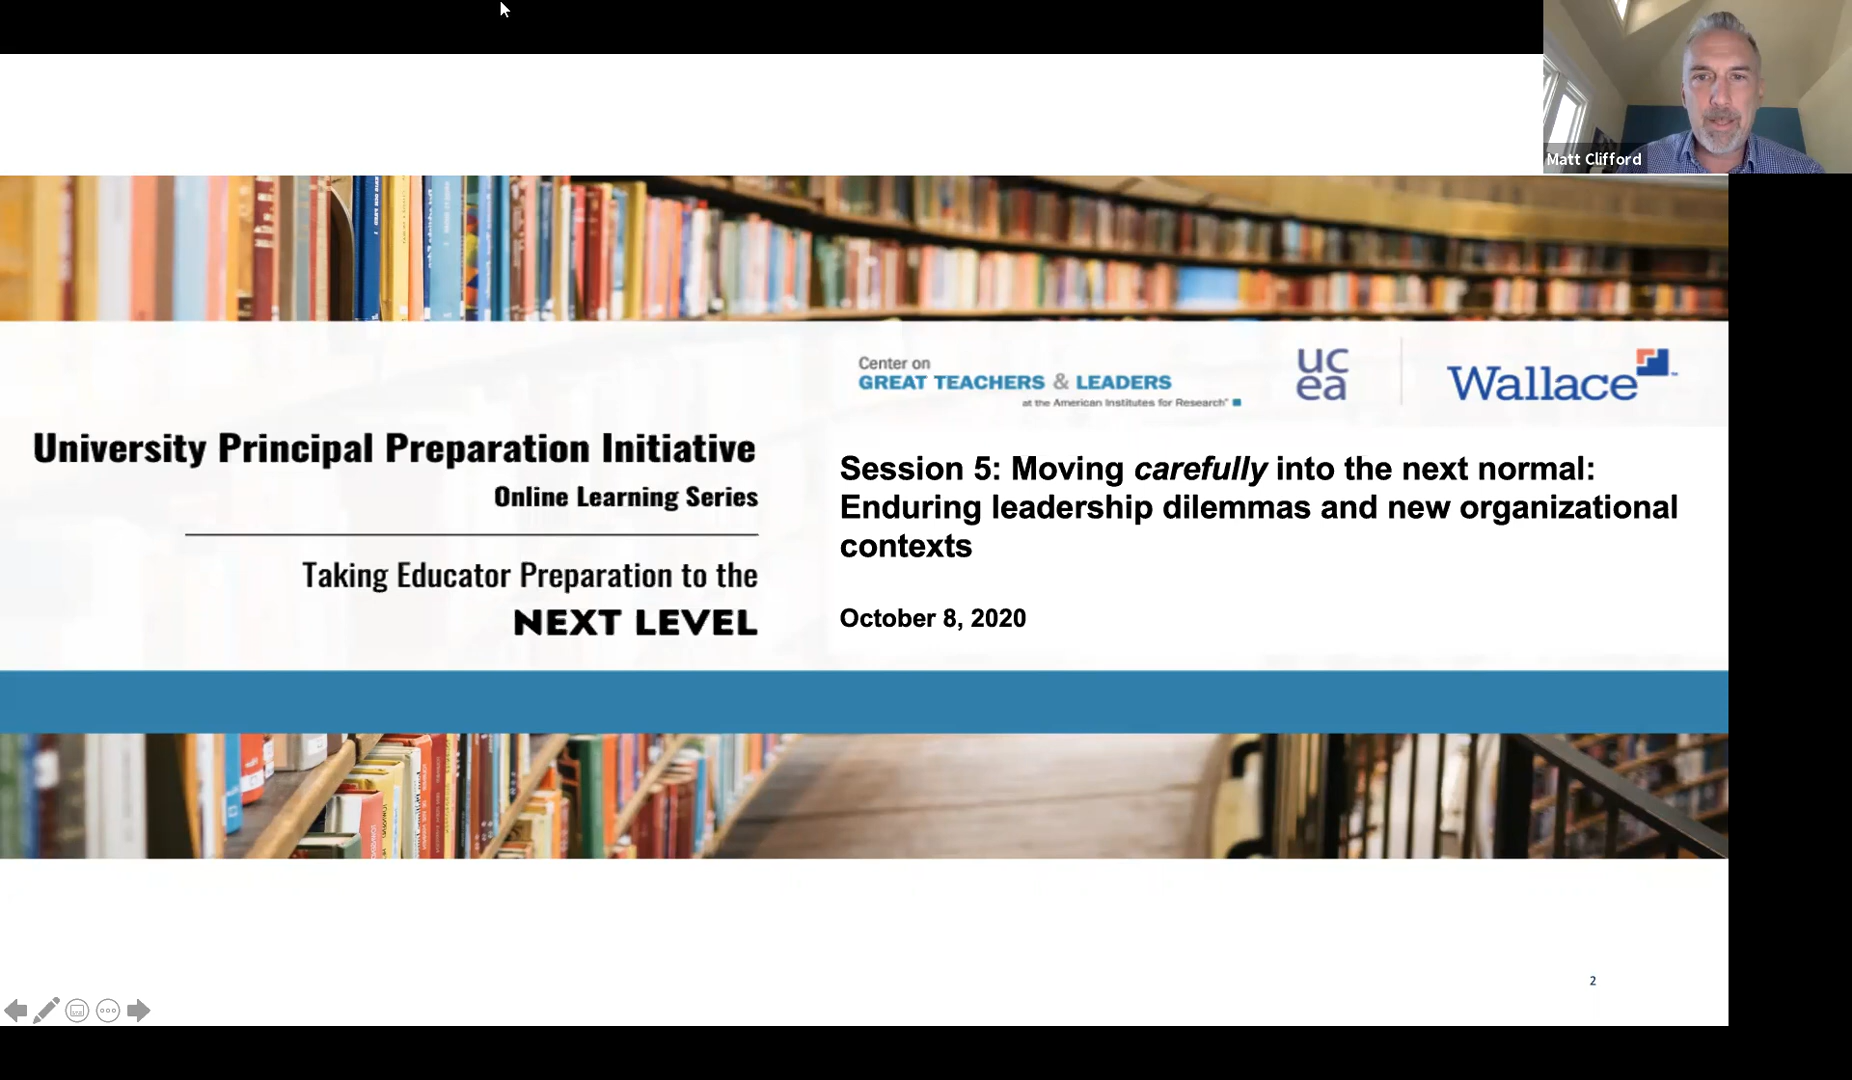 Matt Clifford
Center on
GREAT TEACHERS & LEADERS
at the American Institutes for Research®
uc
ea
Wallace™
University Principal Preparation Initiative
Online Learning Series
Taking Educator Preparation to the
NEXT LEVEL
Session 5: Moving carefully into the next normal:
Enduring leadership dilemmas and new organizational
contexts
October 8, 2020
2